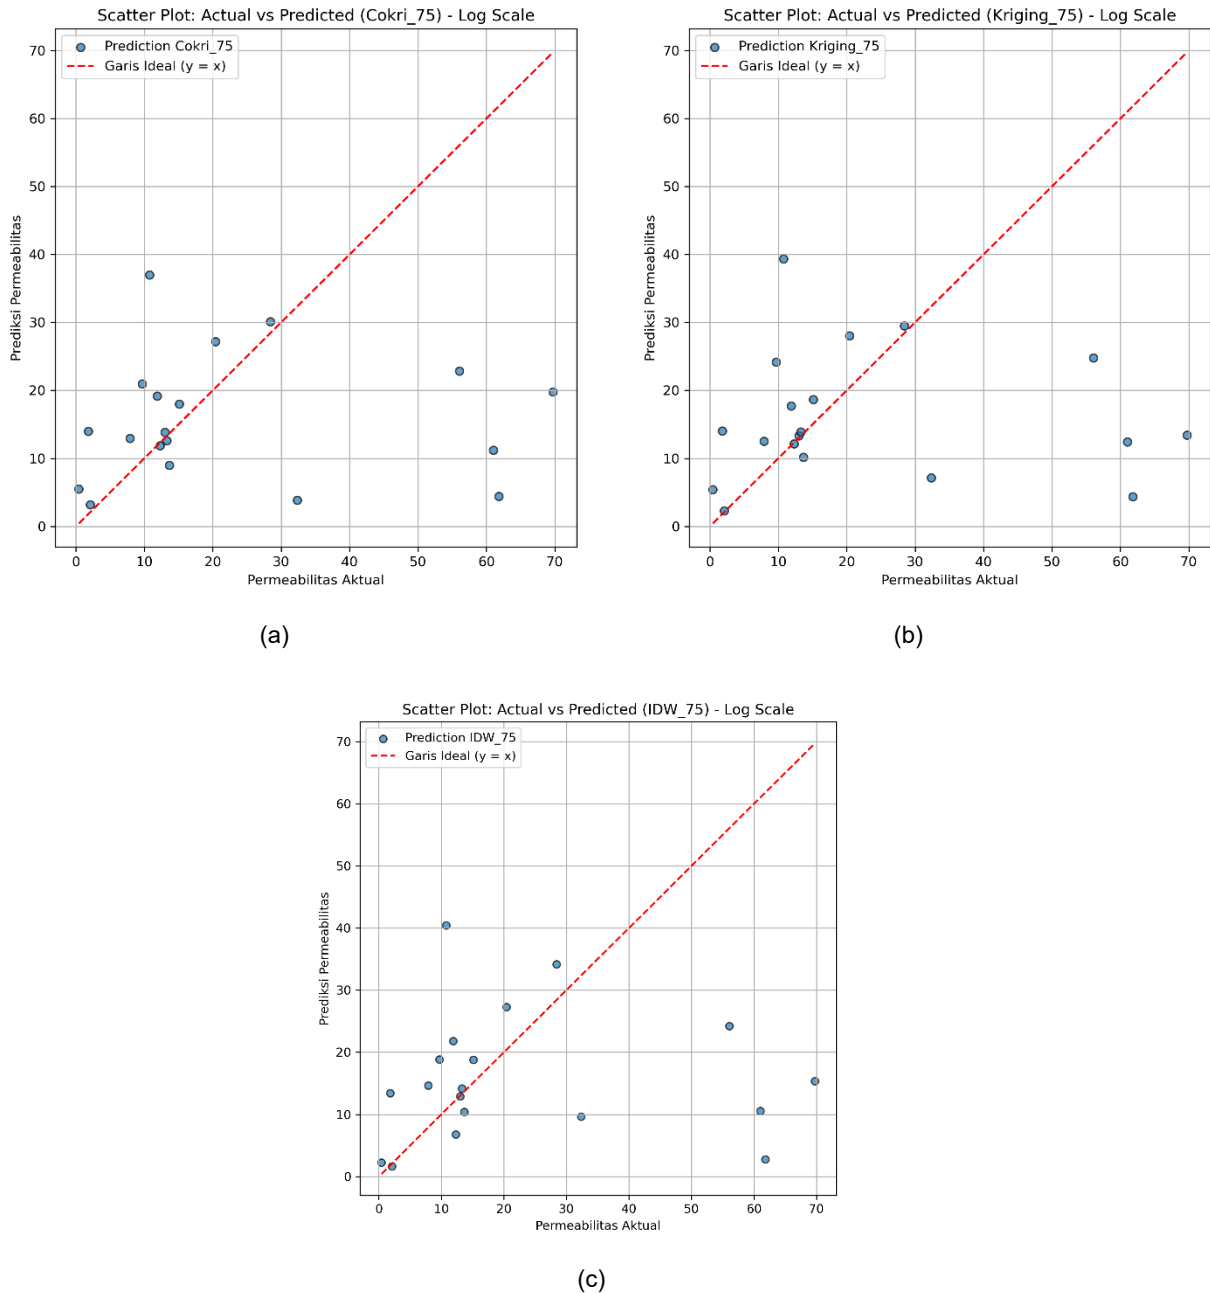 Scatter Plot: Actual vs Predicted (Cokri_75) - Log Scale
Prediction Cokri_75
Garis Ideal (y = x)
70
60
50
40
30
20
10
0
Prediksi Permeabilitas
0 10 20 30 40 50 60 70
Permeabilitas Aktual
(a)
Scatter Plot: Actual vs Predicted (Kriging_75) - Log Scale
Prediction Kriging_75
Garis Ideal (y = x)
70
60
50
40
30
20
10
0
Prediksi Permeabilitas
0 10 20 30 40 50 60 70
Permeabilitas Aktual
(b)
Scatter Plot: Actual vs Predicted (IDW_75) - Log Scale
Prediction IDW_75
Garis Ideal (y = x)
70
60
50
40
30
20
10
0
Prediksi Permeabilitas
0 10 20 30 40 50 60 70
Permeabilitas Aktual
(c)